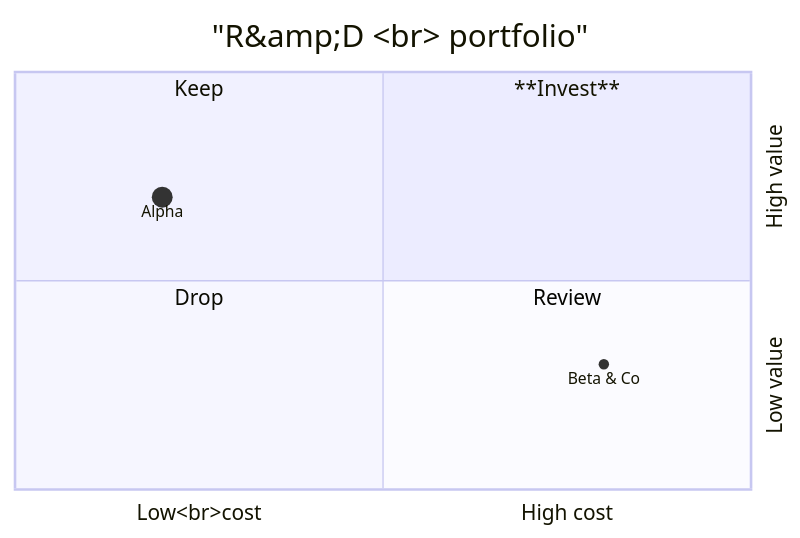 "R&amp;D <br> portfolio"
Keep
**Invest**
High value
Alpha
Drop
Review
Low value
Beta & Co
Low<br>cost
High cost